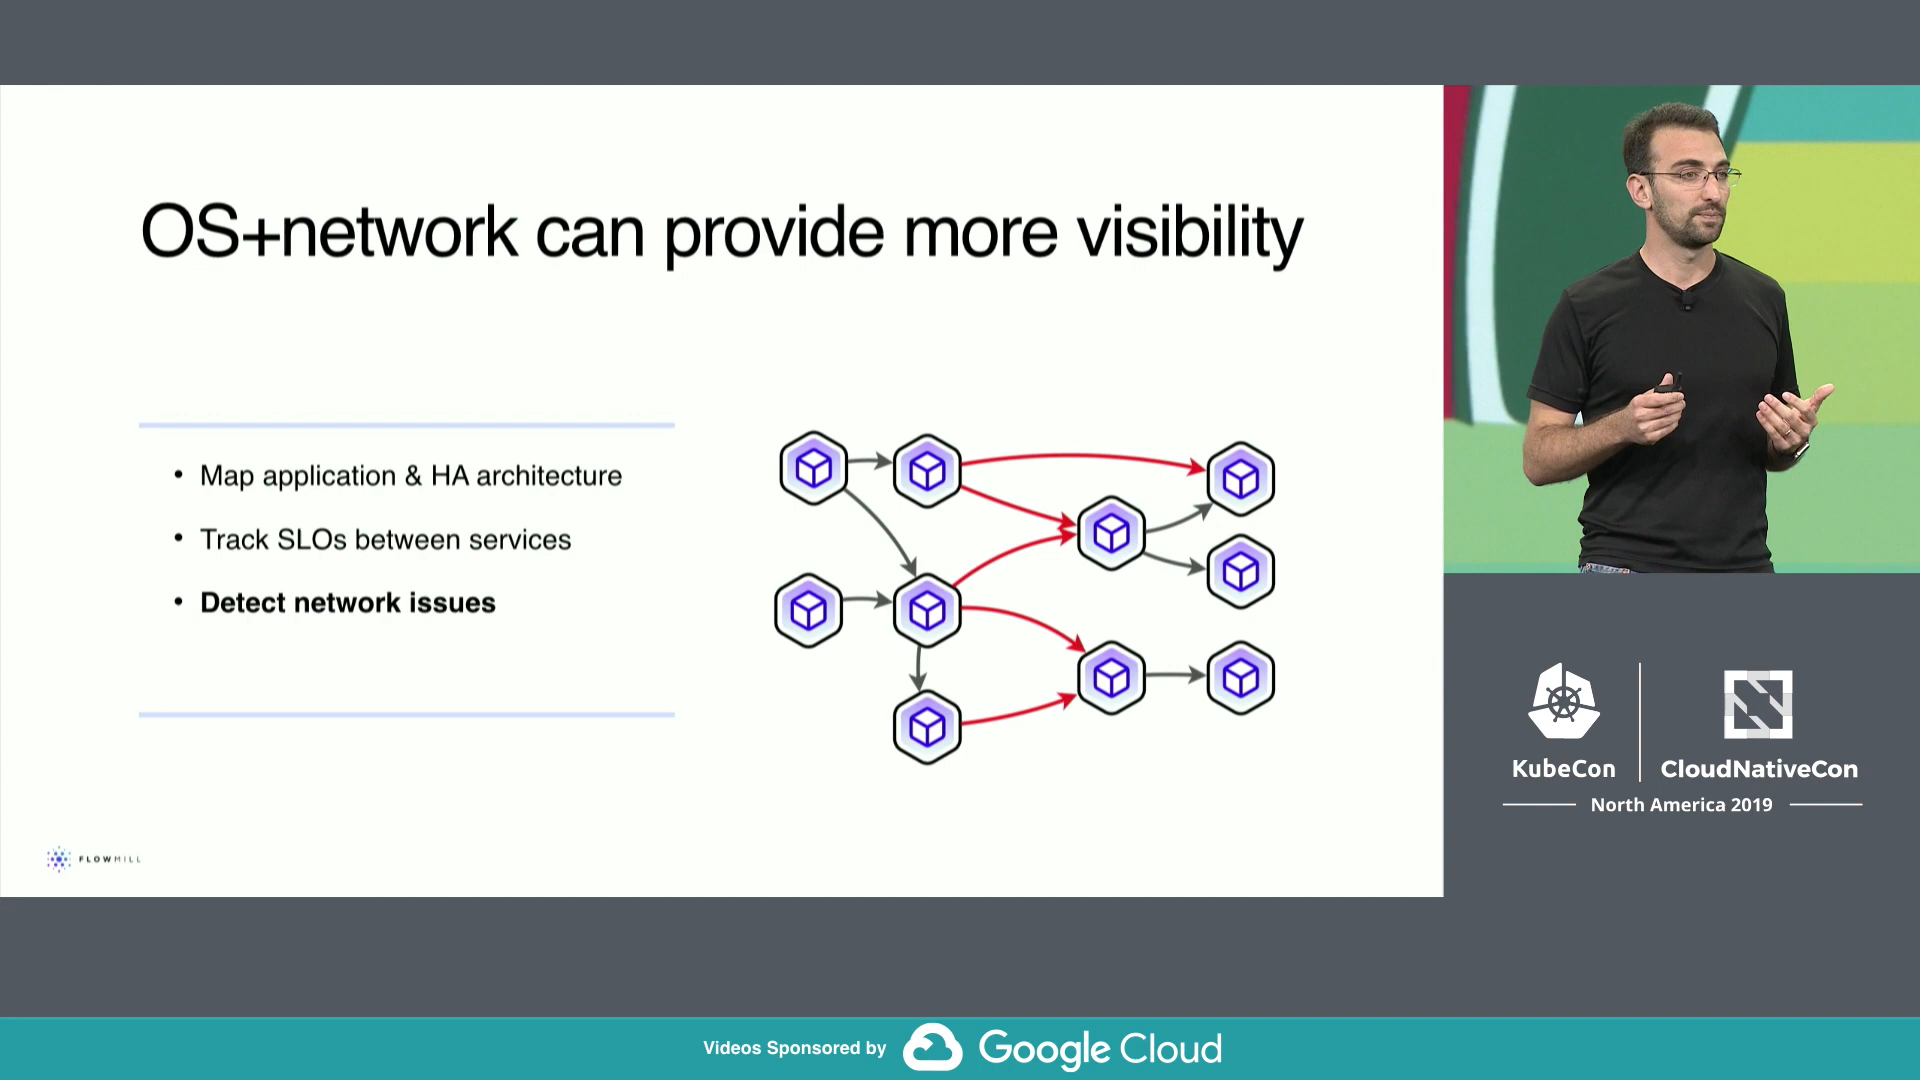 OS+network can provide more visibility
• Map application & HA architecture
• Track SLOs between services
• Detect network issues
FLOWMILL
KubeCon
CloudNativeCon
North America 2019
Videos Sponsored by Google Cloud